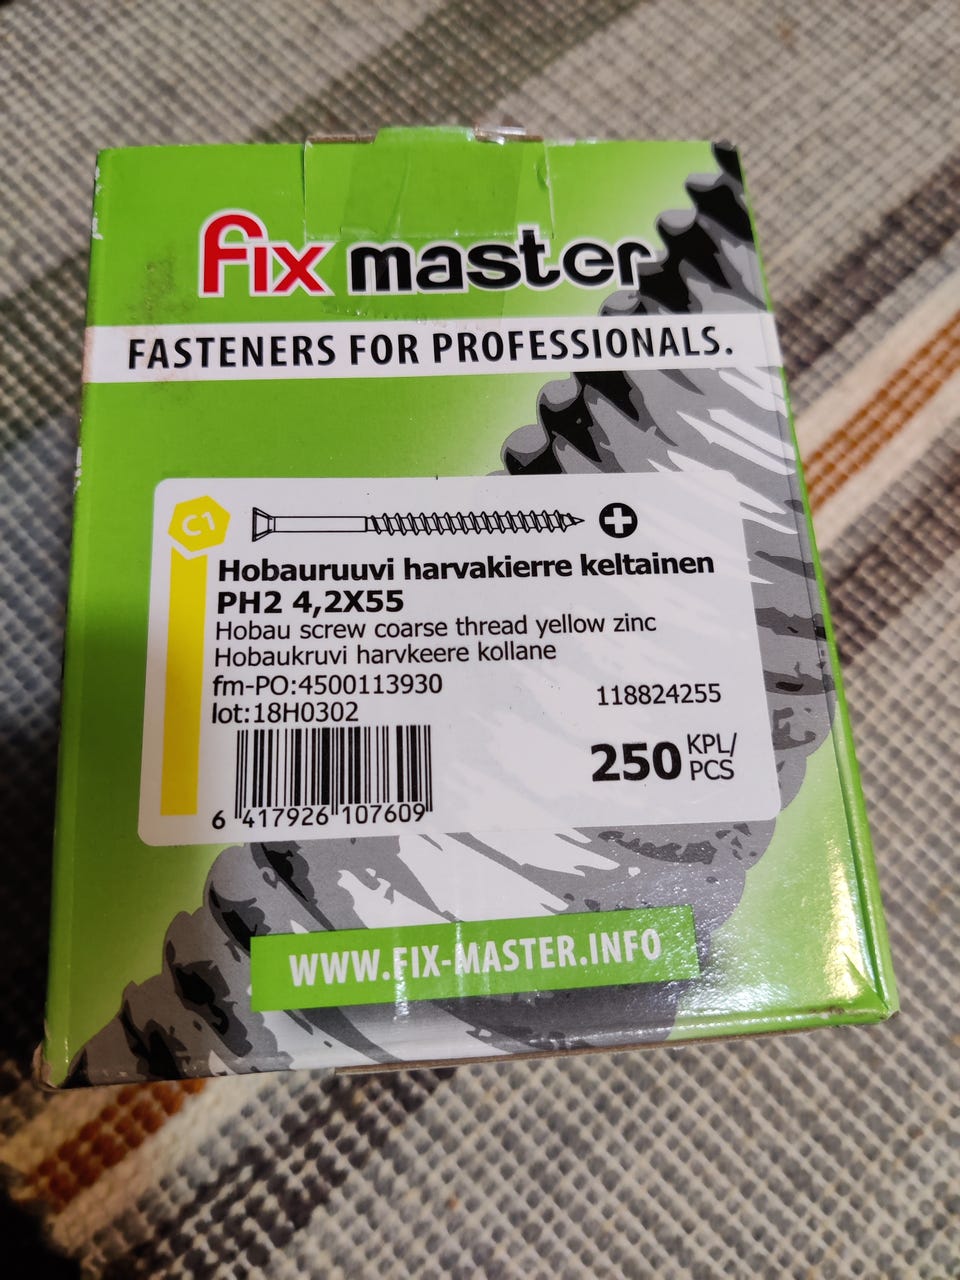 fix master
FASTENERS FOR PROFESSIONALS.
C1
Hobauruuvi harvakierre keltainen
PH2 4,2X55
Hobau screw coarse thread yellow zinc
Hobaukruvi harvkeere kollane
fm-PO:4500113930
118824255
lot:18H0302
250 KPL/
PCS
6 417926 107609
WWW.FIX-MASTER.INFO